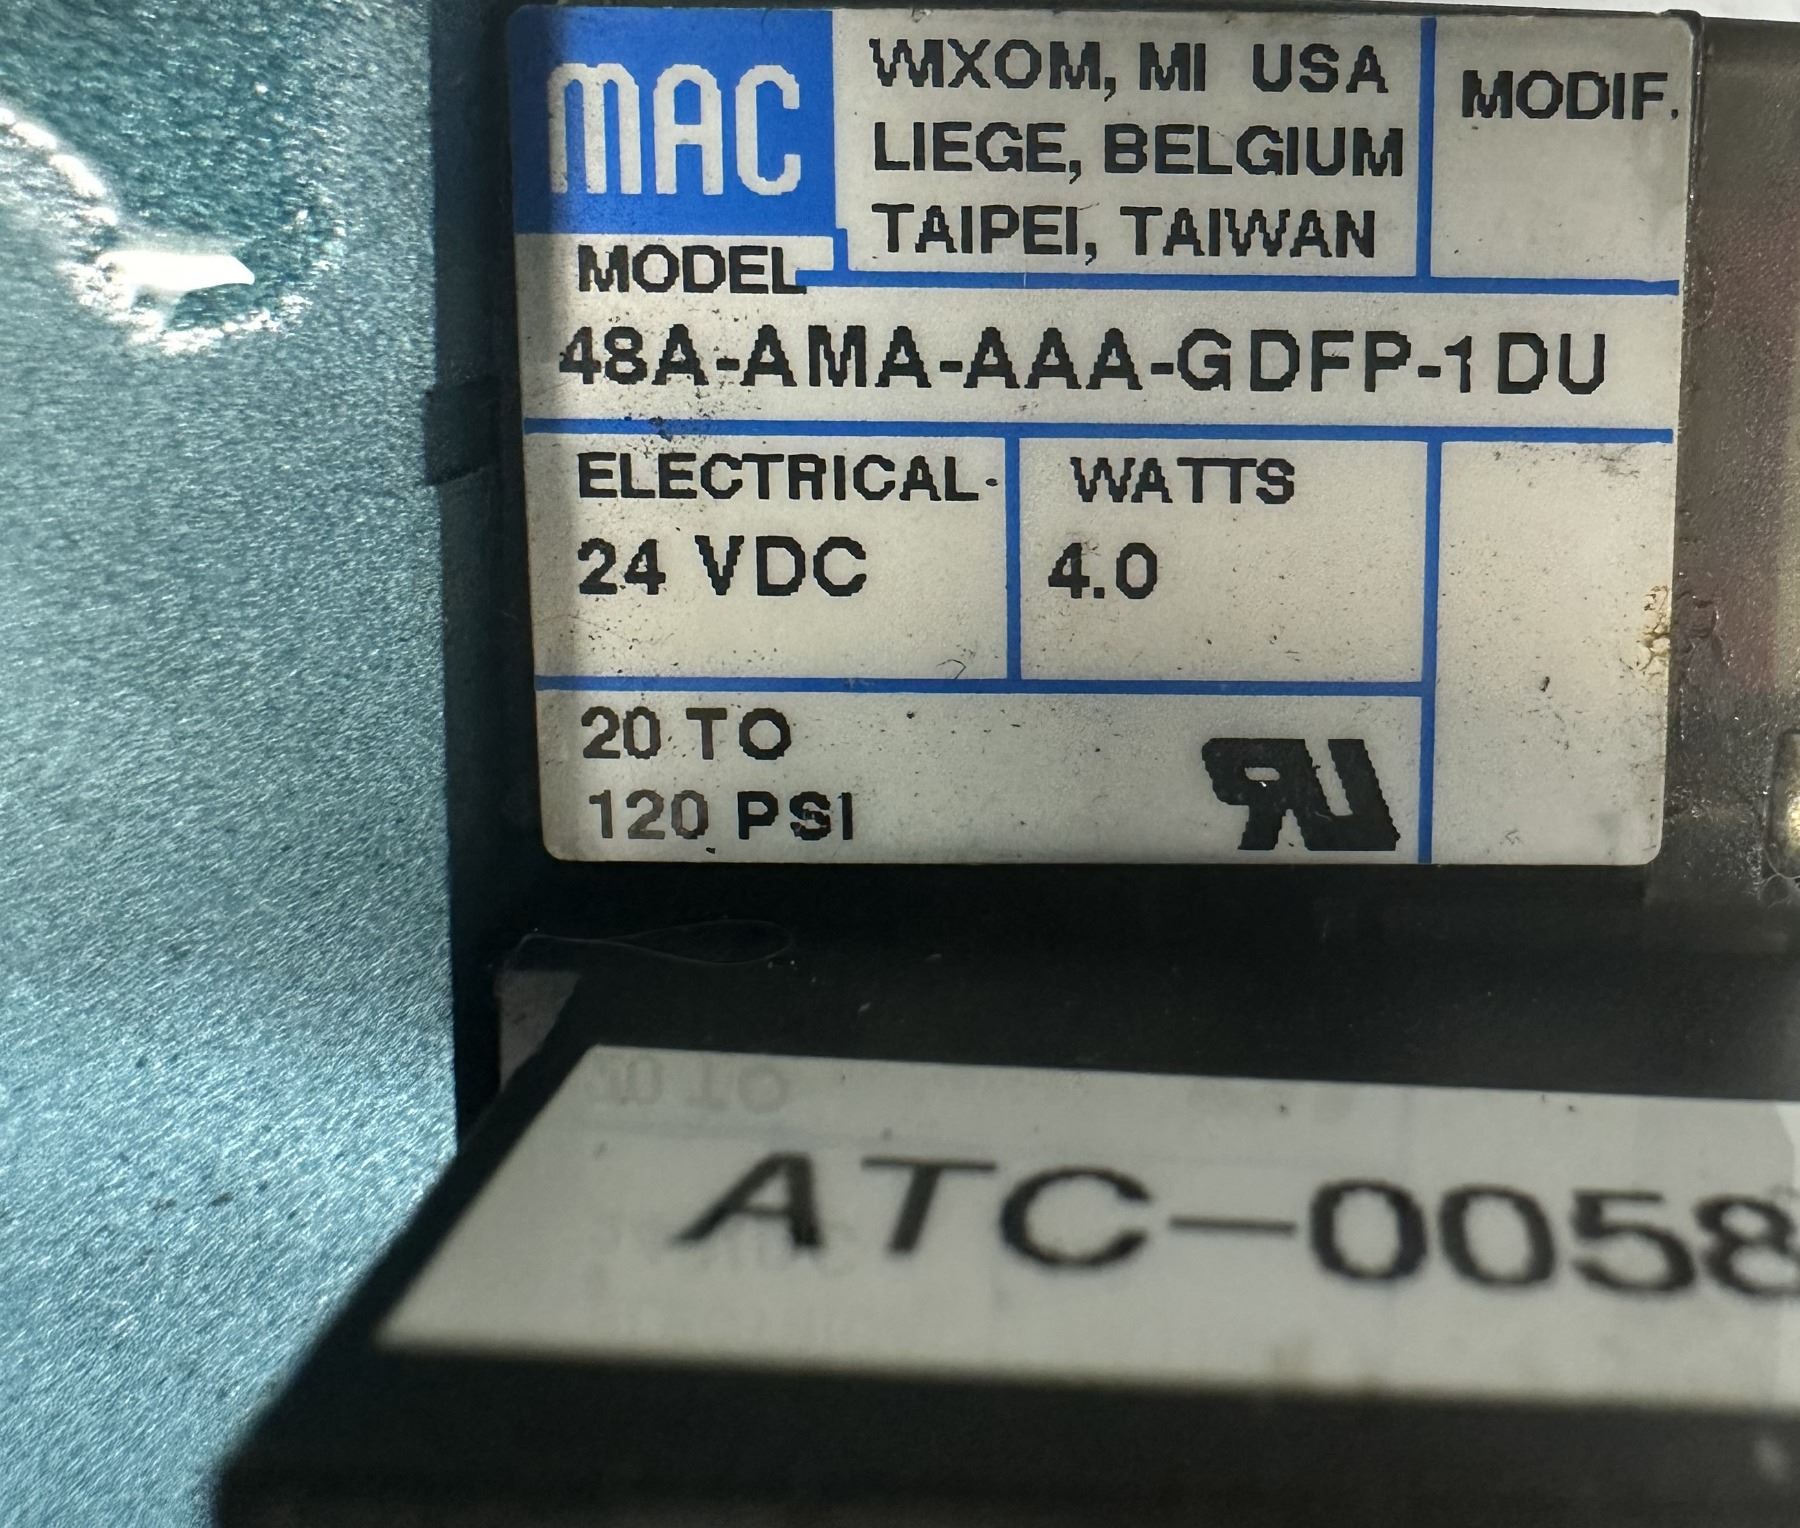 MAC
WIXOM, MI USA
LIEGE, BELGIUM
TAIPEI, TAIWAN
MODIF.
MODEL
48A-AMA-AAA-GDFP-1DU
ELECTRICAL
24 VDC
WATTS
4.0
20 TO
120 PSI
RU
ATC-0058